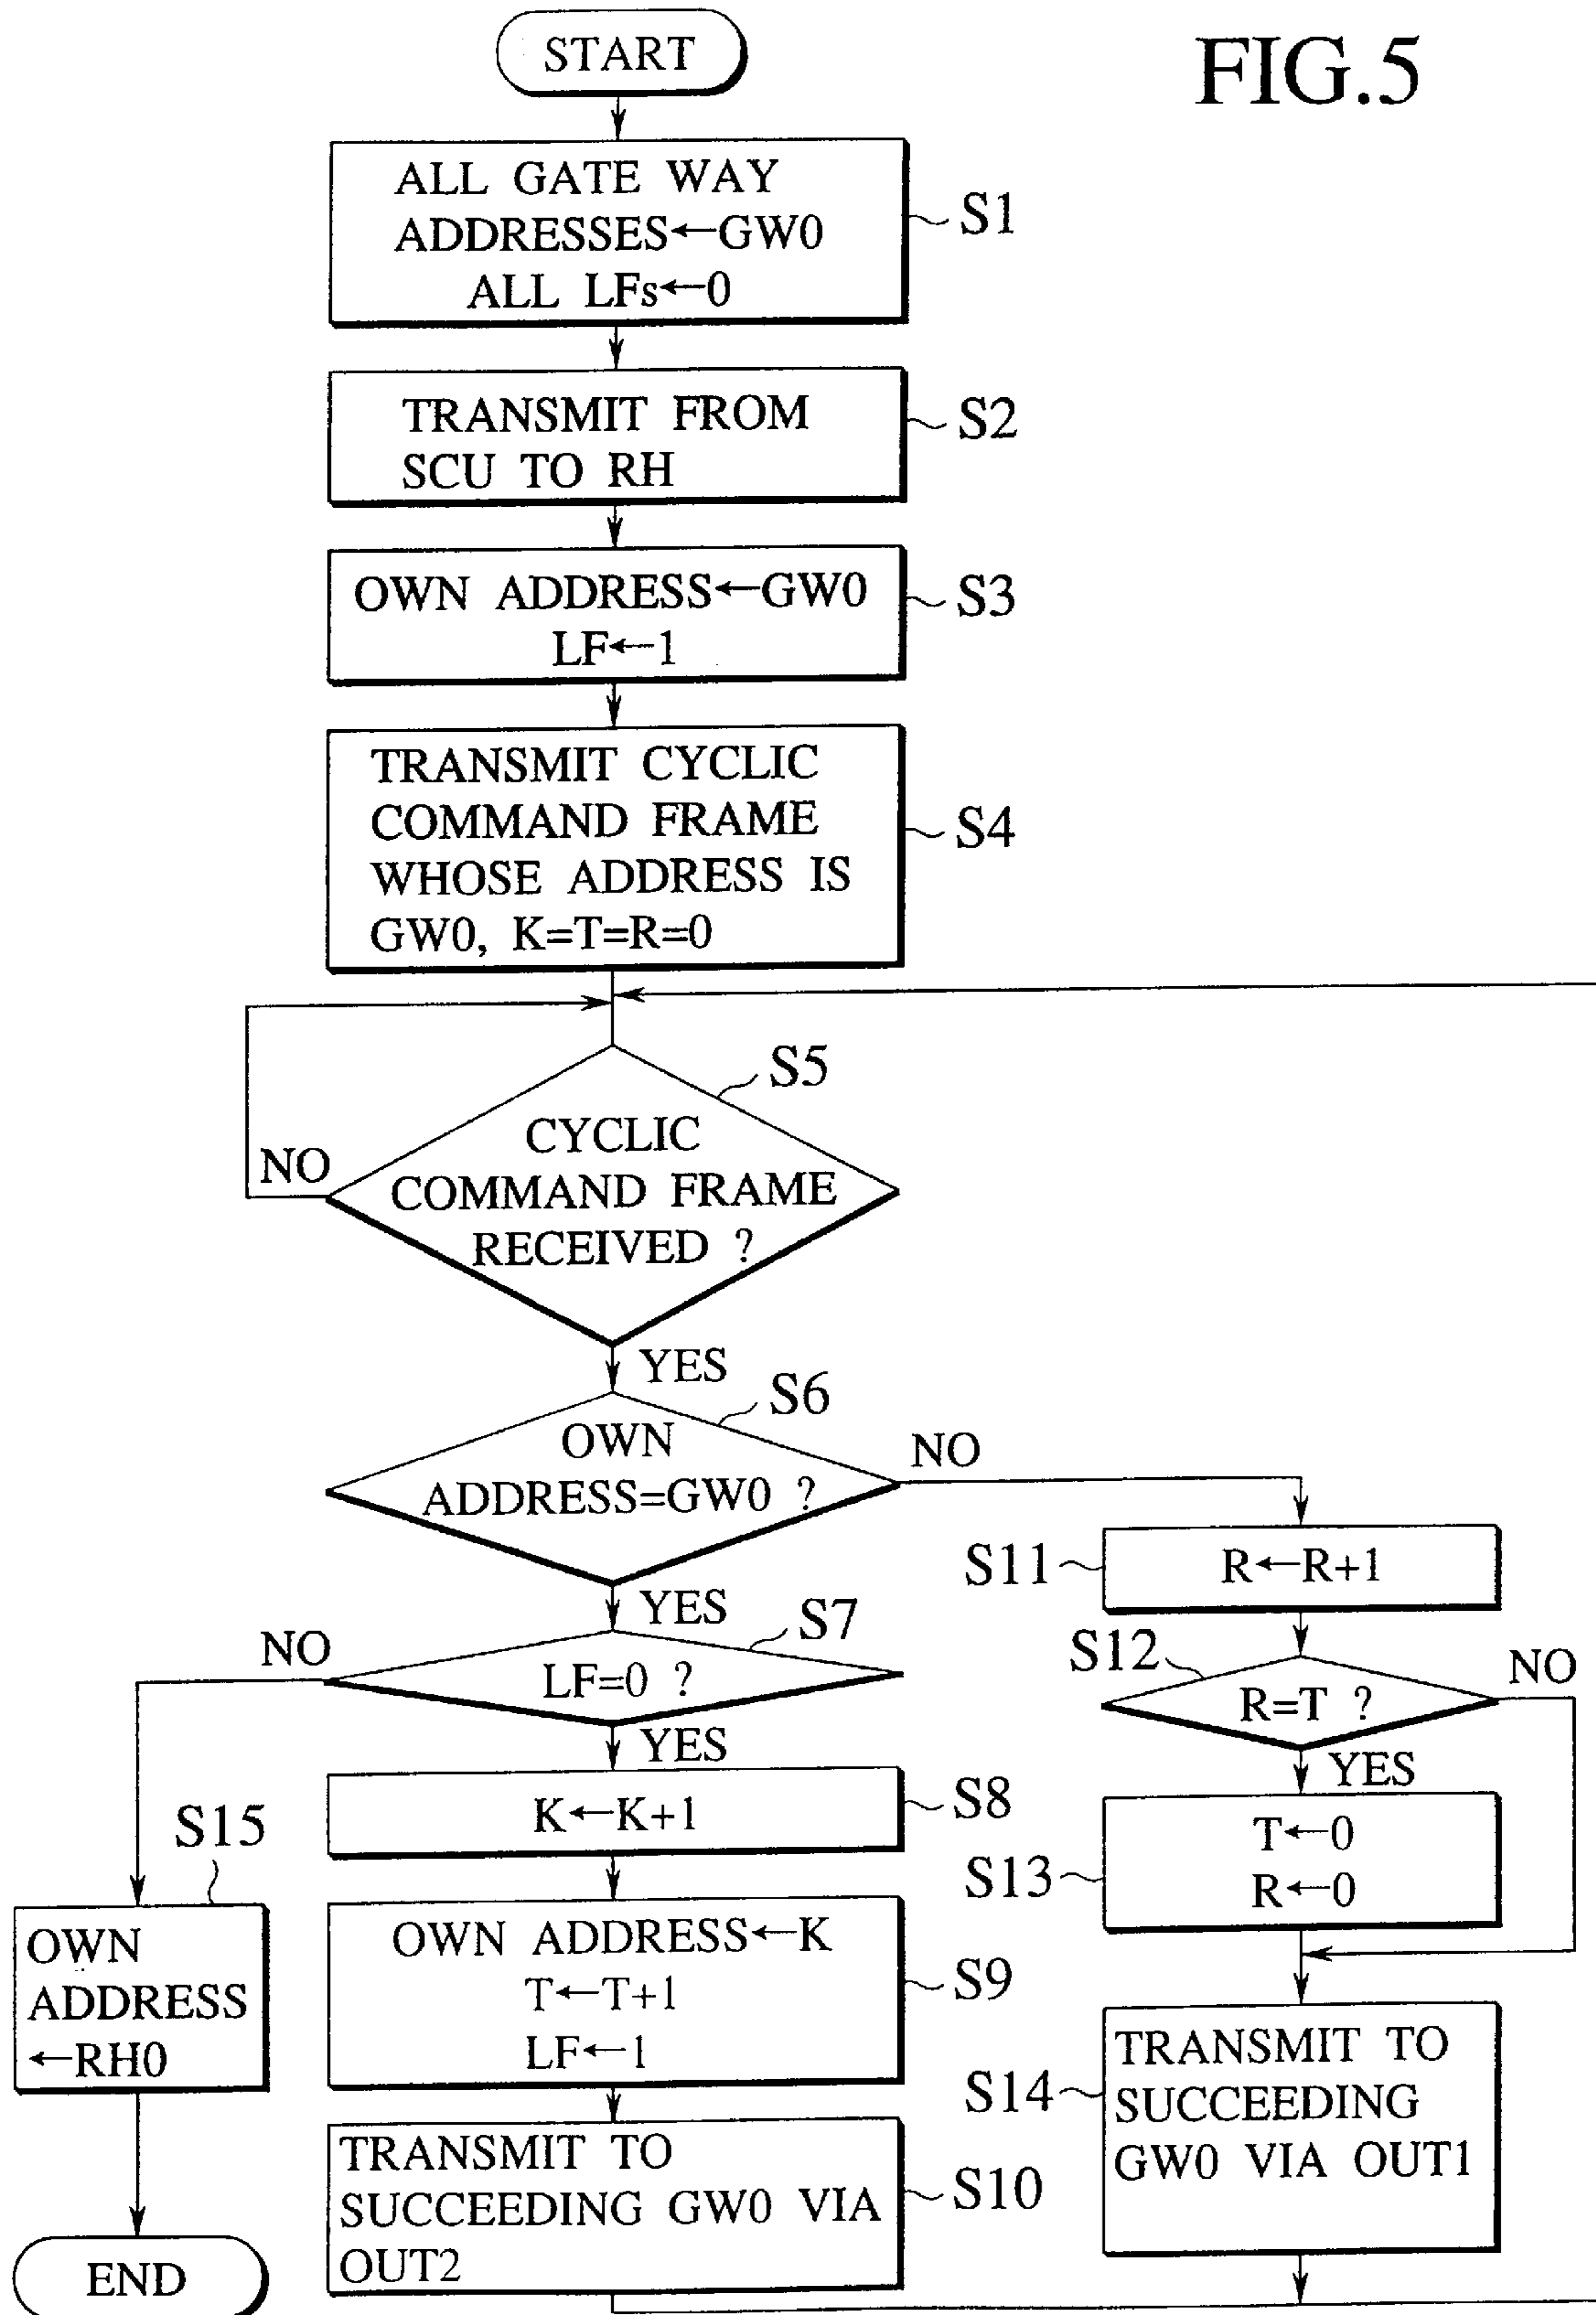 START
FIG.5
ALL GATE WAY
ADDRESSES←GW0
ALL LFs←0
S1
TRANSMIT FROM
SCU TO RH
S2
OWN ADDRESS←GW0
LF←1
S3
TRANSMIT CYCLIC
COMMAND FRAME
WHOSE ADDRESS IS
GW0, K=T=R=0
S4
S5
CYCLIC
COMMAND FRAME
RECEIVED ?
NO
YES
S6
OWN
ADDRESS=GW0 ?
NO
YES
S11
R←R+1
S7
LF=0 ?
NO
YES
S12
R=T ?
NO
YES
S8
K←K+1
S13
T←0
R←0
S15
OWN
ADDRESS
←RH0
OWN ADDRESS←K
T←T+1
LF←1
S9
S14
TRANSMIT TO
SUCCEEDING
GW0 VIA OUT1
TRANSMIT TO
SUCCEEDING GW0 VIA
OUT2
S10
END